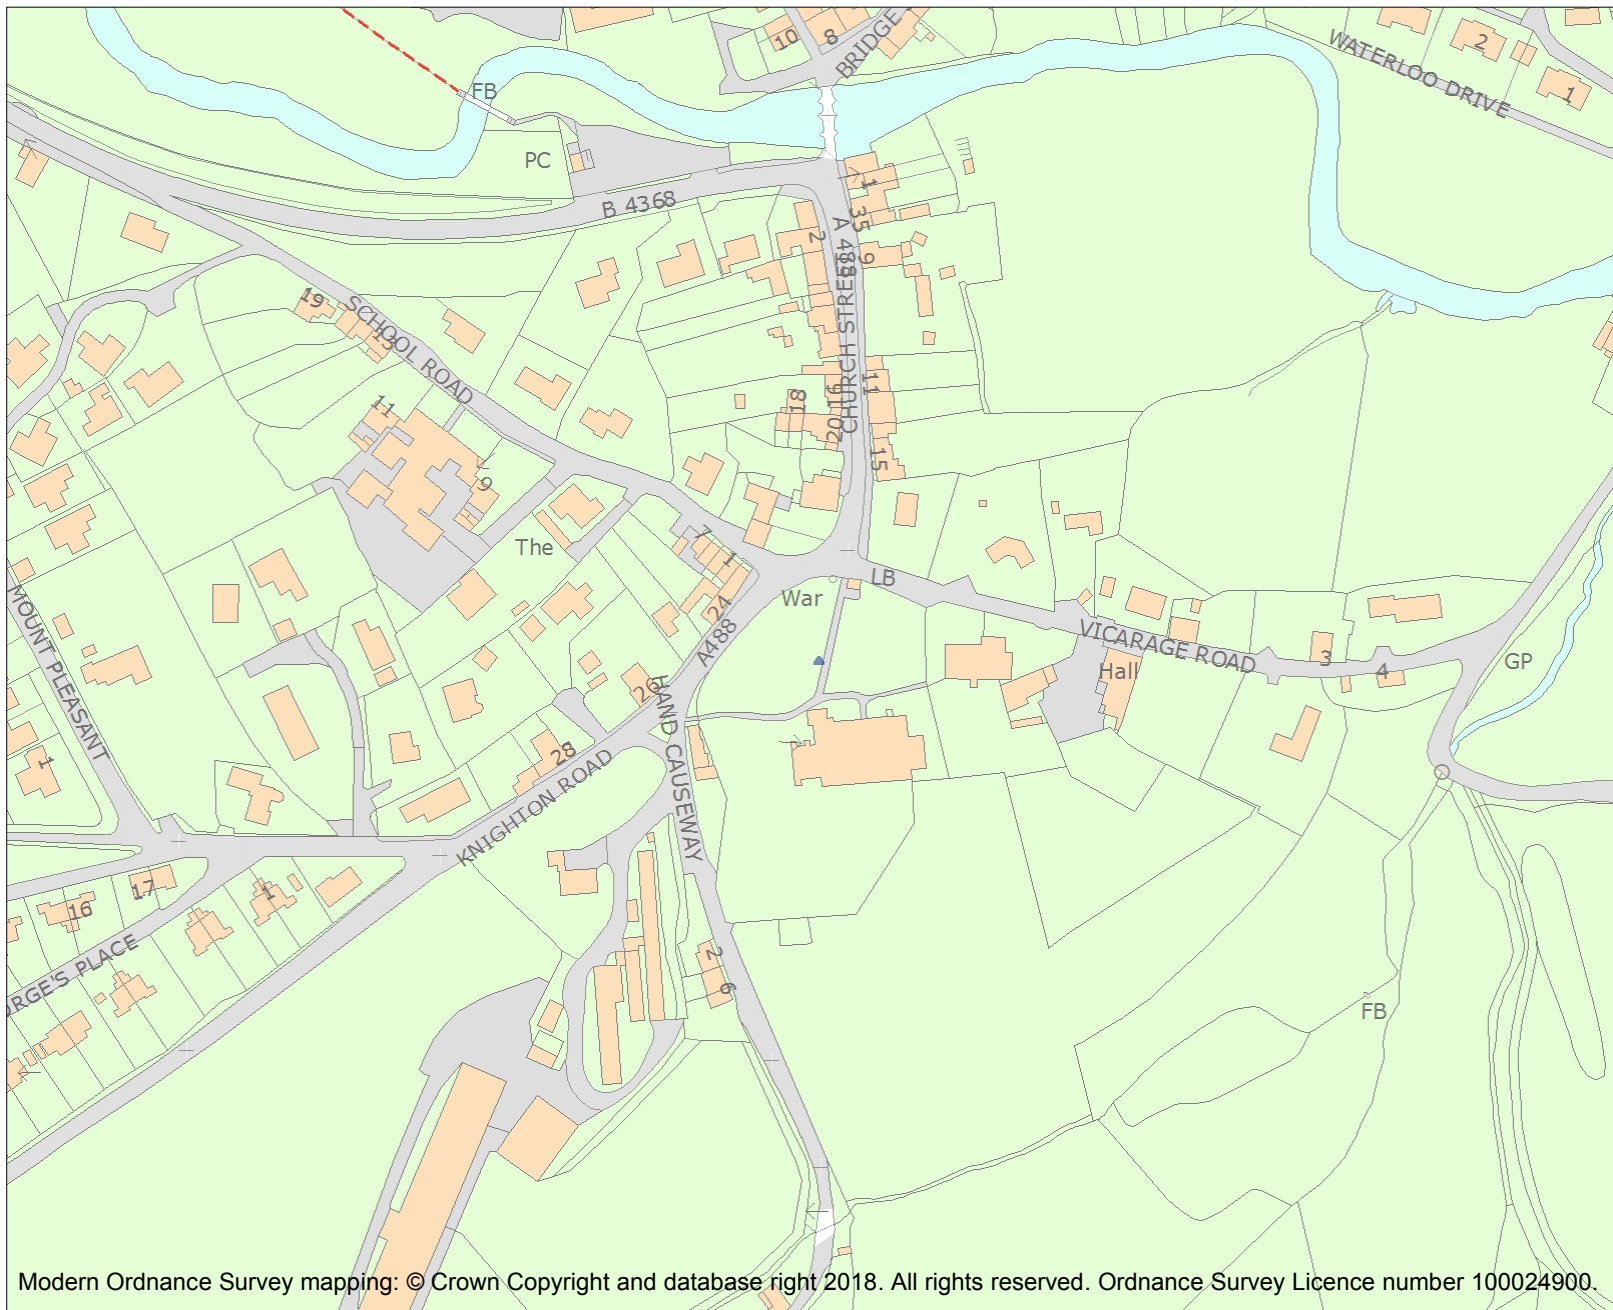 10
8
BRIDGE
WATERLOO DRIVE
2
1
FB
PC
B 4368
1
35
A 488
2
9
19
SCHOOL ROAD
13
CHURCH STREET
11
11
18
16
20
15
9
The
7
1
LB
War
24
A488
MOUNT PLEASANT
VICARAGE ROAD
Hall
3
4
GP
26
HAND CAUSEWAY
28
KNIGHTON ROAD
1
17
16
1
ORGE'S PLACE
2
6
FB
Modern Ordnance Survey mapping: © Crown Copyright and database right 2018. All rights reserved. Ordnance Survey Licence number 100024900.